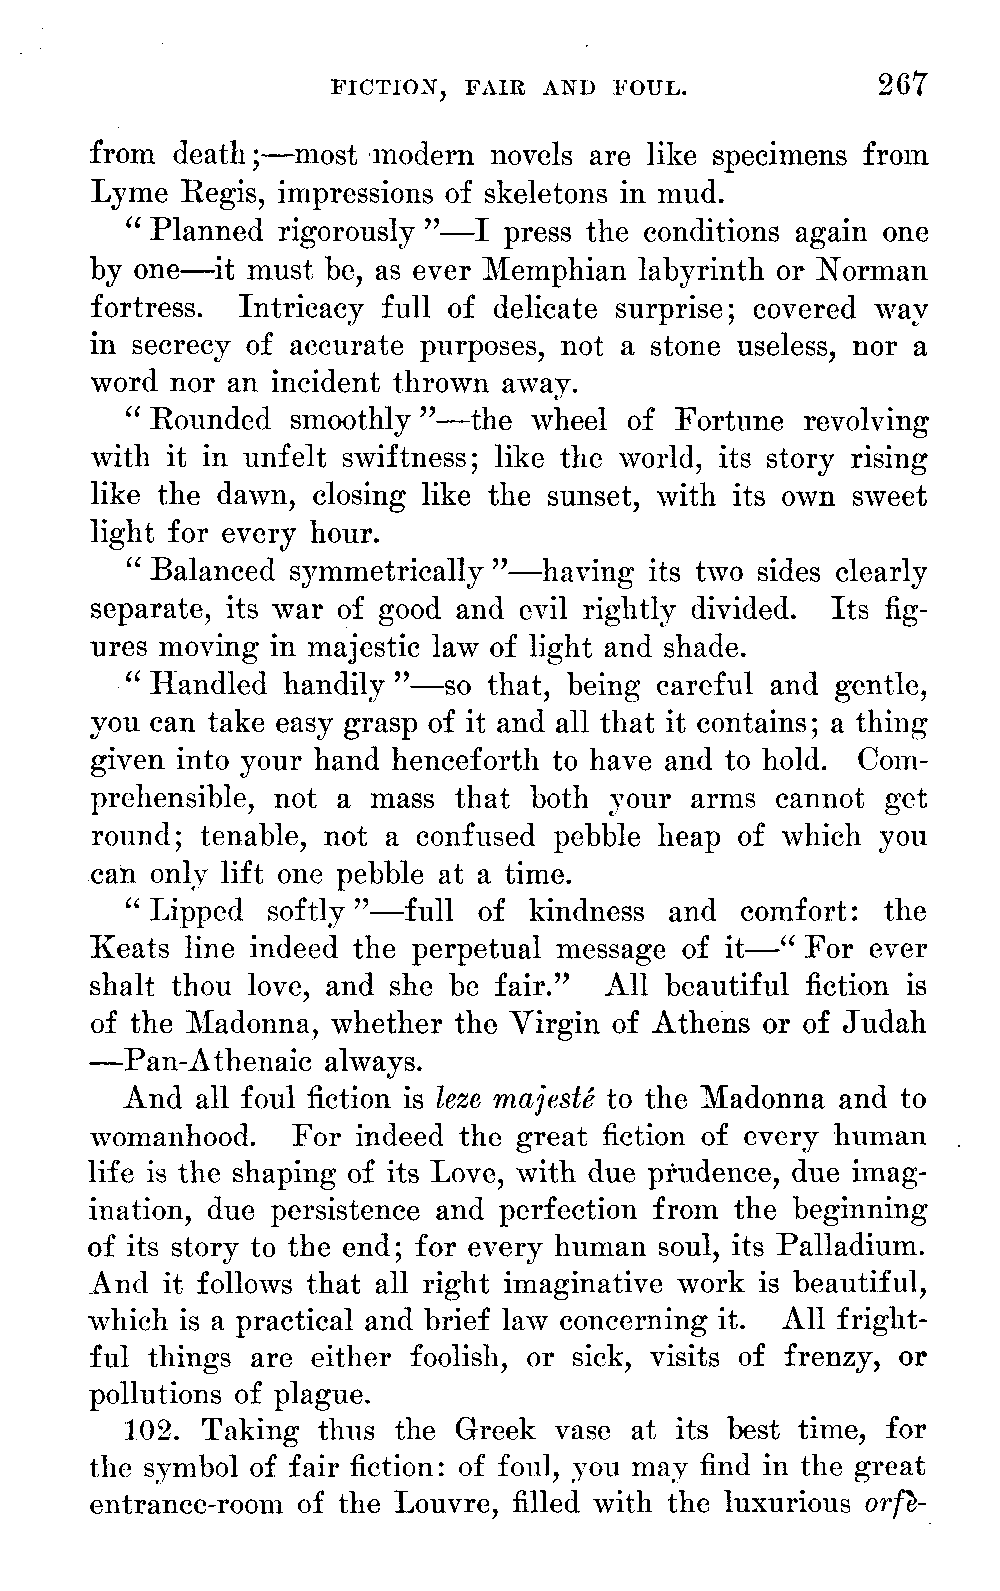 FICTION, FAIR AND FOUL. 267
from death;—most modern novels are like specimens from
Lyme Regis, impressions of skeletons in mud.
“ Planned rigorously ”—I press the conditions again one
by one—it must be, as ever Memphian labyrinth or Norman
fortress. Intricacy full of delicate surprise; covered way
in secrecy of accurate purposes, not a stone useless, nor a
word nor an incident thrown away.
“ Rounded smoothly ”—the wheel of Fortune revolving
with it in unfelt swiftness; like the world, its story rising
like the dawn, closing like the sunset, with its own sweet
light for every hour.
“ Balanced symmetrically ”—having its two sides clearly
separate, its war of good and evil rightly divided. Its fig-
ures moving in majestic law of light and shade.
“ Handled handily ”—so that, being careful and gentle,
you can take easy grasp of it and all that it contains; a thing
given into your hand henceforth to have and to hold. Com-
prehensible, not a mass that both your arms cannot get
round; tenable, not a confused pebble heap of which you
can only lift one pebble at a time.
“ Lipped softly ”—full of kindness and comfort: the
Keats line indeed the perpetual message of it—“ For ever
shalt thou love, and she be fair.” All beautiful fiction is
of the Madonna, whether the Virgin of Athens or of Judah
—Pan-Athenaic always.
And all foul fiction is leze majesté to the Madonna and to
womanhood. For indeed the great fiction of every human
life is the shaping of its Love, with due prudence, due imag-
ination, due persistence and perfection from the beginning
of its story to the end; for every human soul, its Palladium.
And it follows that all right imaginative work is beautiful,
which is a practical and brief law concerning it. All fright-
ful things are either foolish, or sick, visits of frenzy, or
pollutions of plague.
102. Taking thus the Greek vase at its best time, for
the symbol of fair fiction: of foul, you may find in the great
entrance-room of the Louvre, filled with the luxurious orfè-